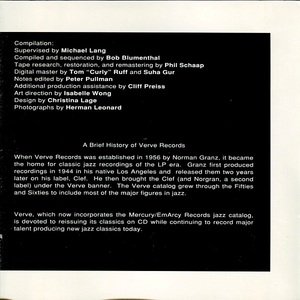 Compilation:
Supervised by Michael Lang
Compiled and sequenced by Bob Blumenthal
Tape research, restoration, and remastering by Phil Schaap
Digital master by Tom "Curly" Ruff and Suha Gur
Notes edited by Peter Pullman
Additional production assistance by Cliff Preiss
Art direction by Isabelle Wong
Design by Christina Lage
Photographs by Herman Leonard
A Brief History of Verve Records
When Verve Records was established in 1956 by Norman Granz, it became
the home for classic jazz recordings of the LP era. Granz first produced
recordings in 1944 in his native Los Angeles and released them two years
later on his label, Clef. He then brought the Clef (and Norgran, a second
label) under the Verve banner. The Verve catalog grew through the Fifties
and Sixties to include most of the major figures in jazz.
Verve, which now incorporates the Mercury/EmArcy Records jazz catalog,
is devoted to reissuing its classics on CD while continuing to record major
talent producing new jazz classics today.